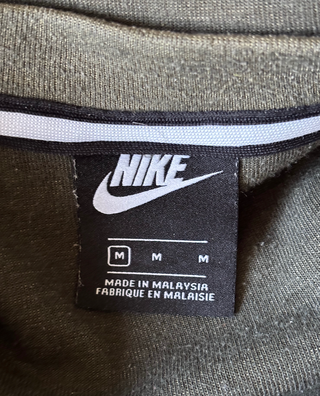 NIKE
M M M
MADE IN MALAYSIA
FABRIQUE EN MALAISIE